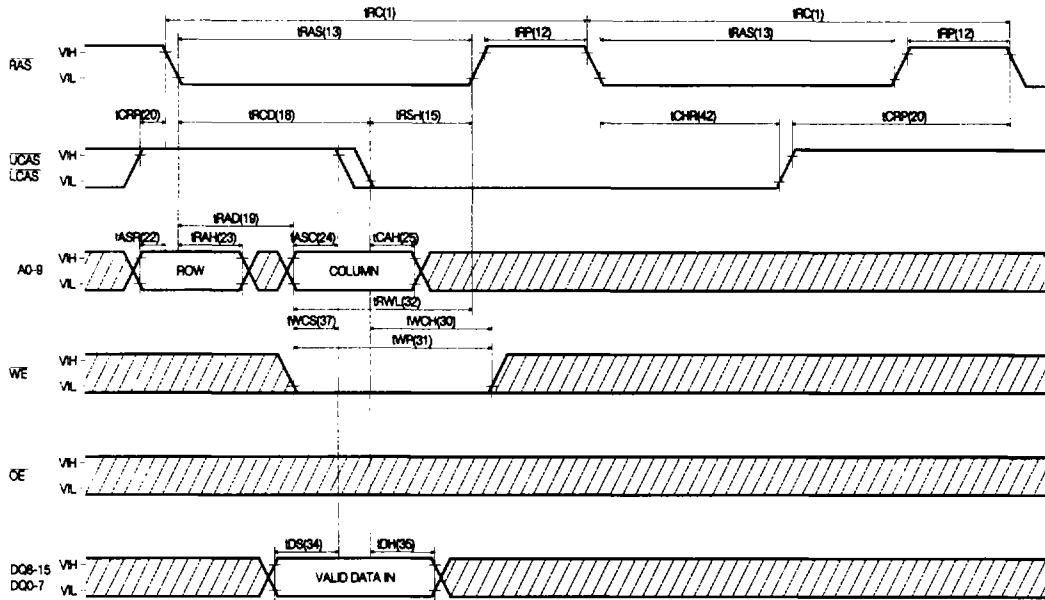 tRC(1) tRC(1)
tRAS(13) tRP(12) tRAS(13) tRP(12)
RAS VIH
VIL
tCRP(20) tRCD(18) tRSH(15) tCHR(42) tCRP(20)
UCAS VIH
LCAS VIL
tRAD(19)
tASR(22) tRAH(23) tASC(24) tCAH(25)
A0-9 VIH
VIL
ROW COLUMN
tRWL(32)
tWCS(37) tWCH(30)
tWP(31)
WE VIH
VIL
OE VIH
VIL
tDS(34) tDH(35)
DQ8-15 VIH
DQ0-7 VIL
VALID DATA IN